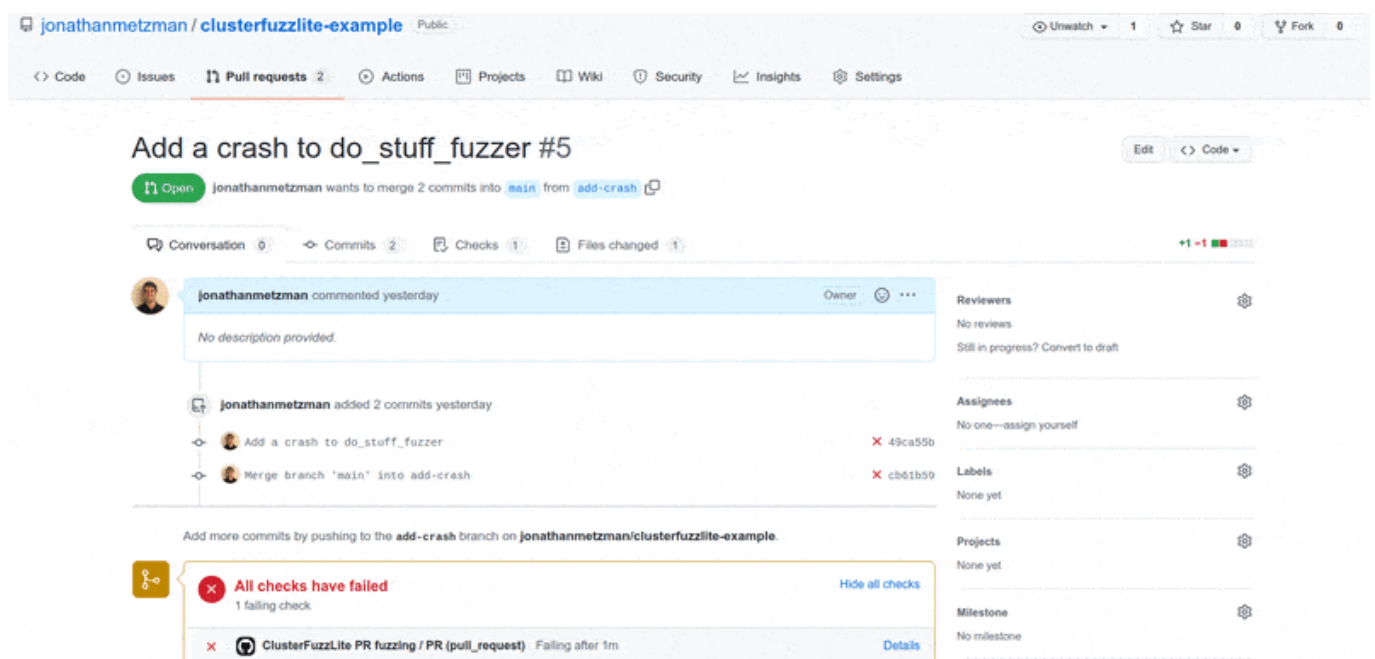 jonathanmetzman / clusterfuzzlite-example Public
Unwatch 1 Star 0 Fork 0
Code Issues Pull requests 2 Actions Projects Wiki Security Insights Settings
Add a crash to do_stuff_fuzzer #5
Edit Code
Open jonathanmetzman wants to merge 2 commits into main from add-crash
Conversation 0 Commits 2 Checks 1 Files changed 1
+1 −1
jonathanmetzman commented yesterday
Owner
No description provided.
jonathanmetzman added 2 commits yesterday
Add a crash to do_stuff_fuzzer 49ca55b
Merge branch 'main' into add-crash cb61b59
Add more commits by pushing to the add-crash branch on jonathanmetzman/clusterfuzzlite-example.
All checks have failed
Hide all checks
1 failing check
ClusterFuzzLite PR fuzzing / PR (pull_request) Failing after 1m
Details
Reviewers
No reviews
Still in progress? Convert to draft
Assignees
No one—assign yourself
Labels
None yet
Projects
None yet
Milestone
No milestone